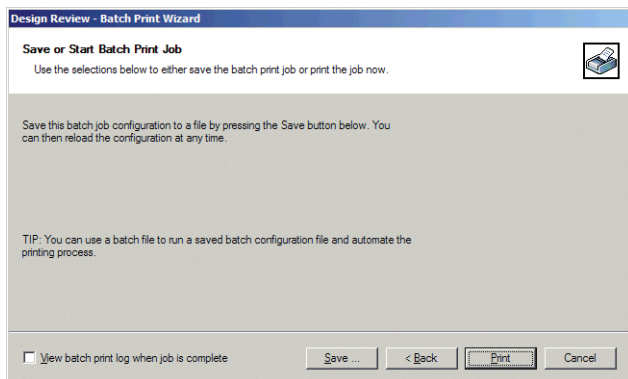 Design Review - Batch Print Wizard
Save or Start Batch Print Job
Use the selections below to either save the batch print job or print the job now.
Save this batch job configuration to a file by pressing the Save button below. You
can then reload the configuration at any time.
TIP: You can use a batch file to run a saved batch configuration file and automate the
printing process.
View batch print log when job is complete
Save ...
< Back
Print
Cancel